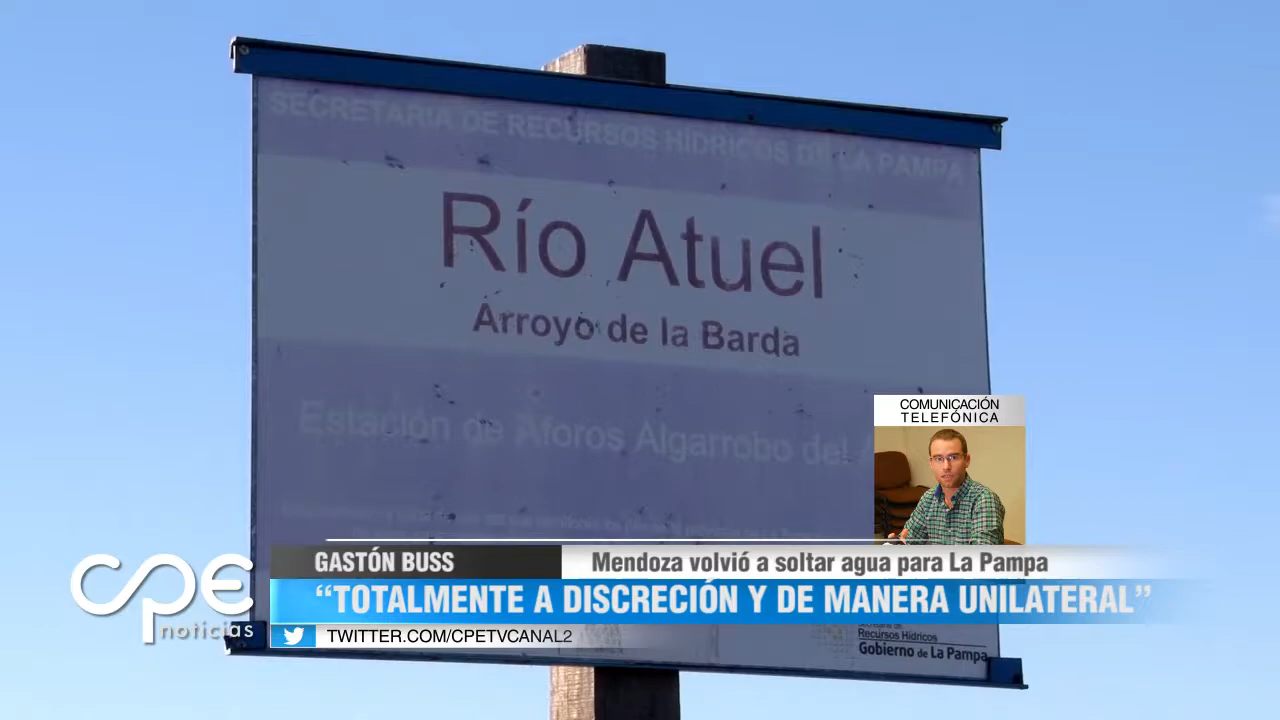 SECRETARIA DE RECURSOS HÍDRICOS DE LA PAMPA
Río Atuel
Arroyo de la Barda
Estación de Aforos Algarrobo del
COMUNICACIÓN
TELEFÓNICA
GASTÓN BUSS
Mendoza volvió a soltar agua para La Pampa
“TOTALMENTE A DISCRECIÓN Y DE MANERA UNILATERAL”
cpe
noticias
TWITTER.COM/CPETVCANAL2
Secretaría de
Recursos Hídricos
Gobierno de La Pampa